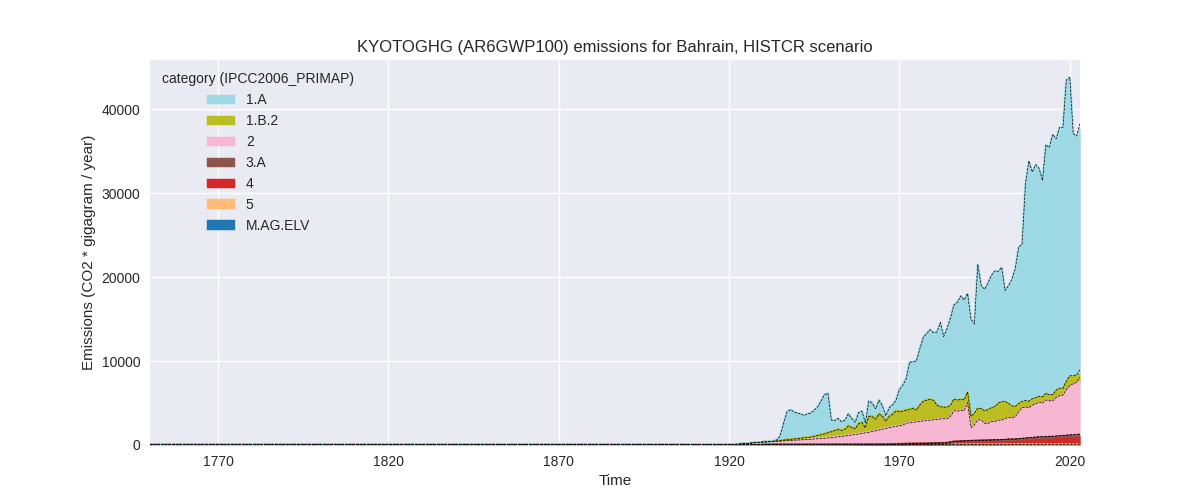 KYOTOGHG (AR6GWP100) emissions for Bahrain, HISTCR scenario
category (IPCC2006_PRIMAP)
1.A
1.B.2
2
3.A
4
5
M.AG.ELV
Emissions (CO2 * gigagram / year)
40000
30000
20000
10000
0
1770
1820
1870
1920
1970
2020
Time